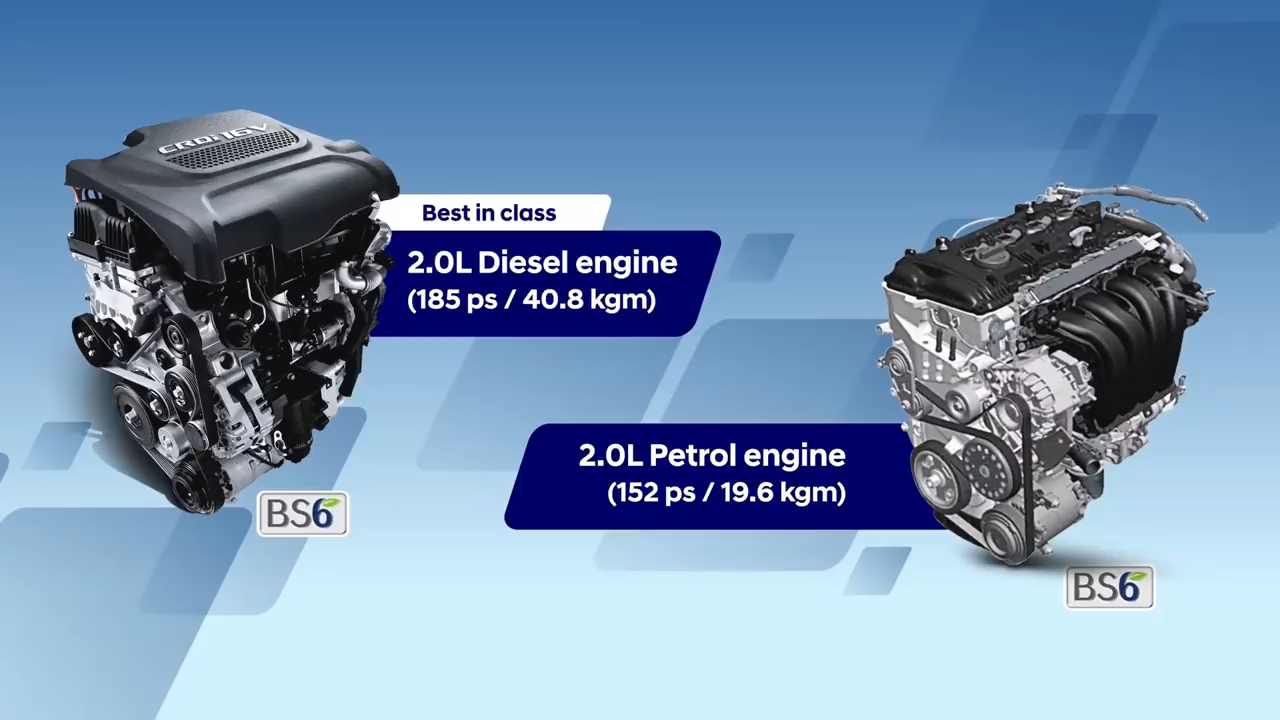 CRDi 16V
Best in class
2.0L Diesel engine
(185 ps / 40.8 kgm)
BS6
2.0L Petrol engine
(152 ps / 19.6 kgm)
BS6